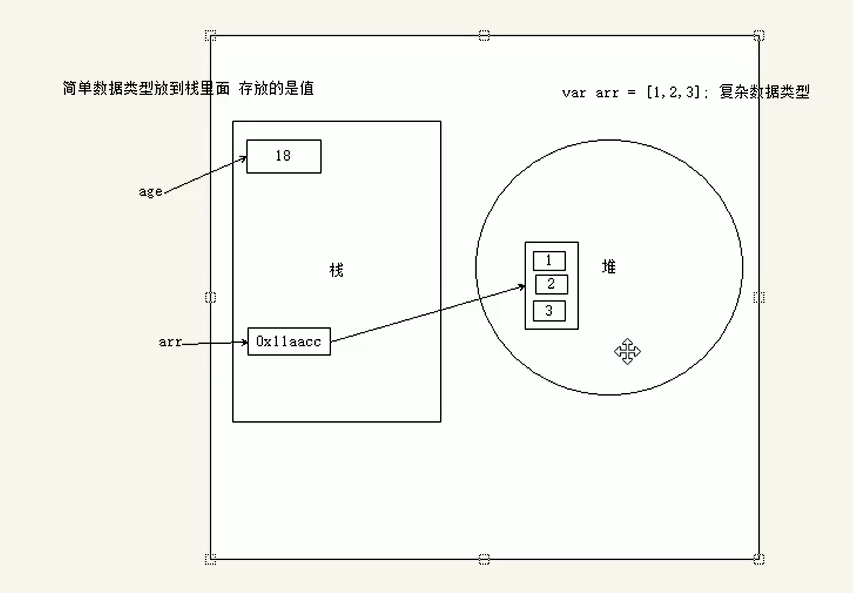 简单数据类型放到栈里面 存放的是值
var arr = [1,2,3]; 复杂数据类型
18
age
栈
堆
1
2
3
arr
0x11aacc